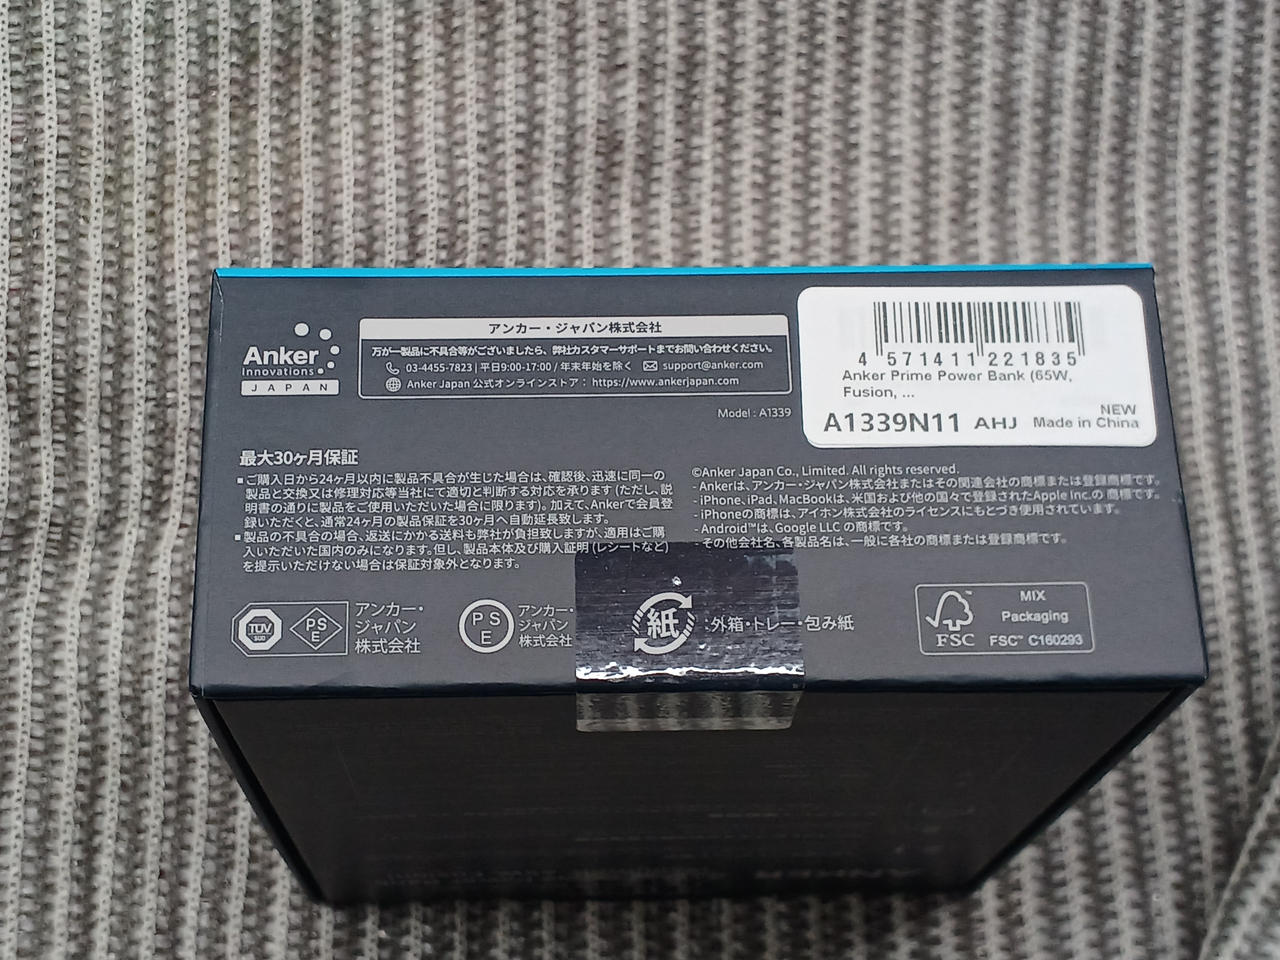 Anker
Innovations
JAPAN
アンカー・ジャパン株式会社
万が一製品に不具合等がございましたら、弊社カスタマーサポートまでお問い合わせください。
03-4455-7823 | 平日9:00-17:00 / 年末年始を除く support@anker.com
Anker Japan 公式オンラインストア： https://www.ankerjapan.com
Model : A1339
4 571411 221835
Anker Prime Power Bank (65W,
Fusion, ...
NEW
A1339N11 AHJ Made in China
最大30ヶ月保証
▪ご購入日から24ヶ月以内に製品不具合が生じた場合は、確認後、迅速に同一の
製品と交換又は修理対応等当社にて適切と判断する対応を承ります(ただし、説
明書の通りに製品をご使用いただいた場合に限ります)。加えて、Ankerで会員登
録いただくと、通常24ヶ月の製品保証を30ヶ月へ自動延長致します。
▪製品の不具合の場合、返送にかかる送料も弊社が負担致しますが、適用はご購
入いただいた国内のみになります。但し、製品本体及び購入証明(レシートなど)
を提示いただけない場合は保証対象外となります。
©Anker Japan Co., Limited. All rights reserved.
- Ankerは、アンカー・ジャパン株式会社またはその関連会社の商標または登録商標です。
- iPhone、iPad、MacBookは、米国および他の国々で登録されたApple Inc.の 商標です。
- iPhoneの商標は、アイホン株式会社のライセンスにもとづき使用されています。
- Android™は、Google LLC の商標です。
- その他会社名、各製品名は、一般に各社の商標または登録商標です。
TÜV
SÜD
PS
E
アンカー・
ジャパン
株式会社
PS
E
アンカー・
ジャパン
株式会社
紙
:外箱・トレー・包み紙
FSC
MIX
Packaging
FSC™ C160293